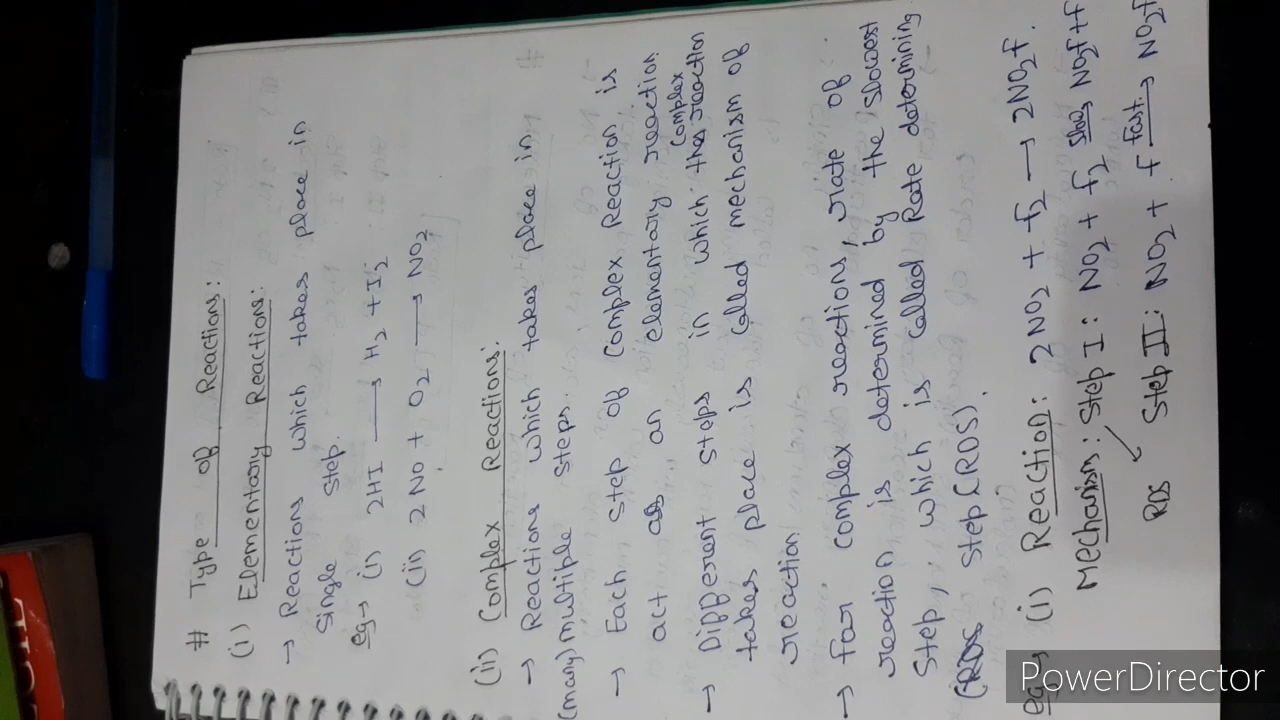 # Type of Reactions:
(i) Elementary Reactions:
→ Reactions which takes place in
Single step.
eg→ (i) 2HI → H2 + I2
(ii) 2NO + O2 → NO2
(ii) Complex Reactions:
→ Reactions which takes place in
(many) multiple steps.
→ Each step of Complex Reaction is
act as an elementary reaction
→ Different steps in which the complex reaction
takes place is called mechanism of
reaction
→ for complex reactions, rate of
reaction is determined by the slowest
step, which is called Rate determining
(RDS step (RDS).
eg→ (i) Reaction: 2NO2 + f2 → 2NO2f.
Mechanism: Step I: NO2 + f2 slow→ NO2f+f
RDS Step II: NO2 + f fast→ NO2f
PowerDirector